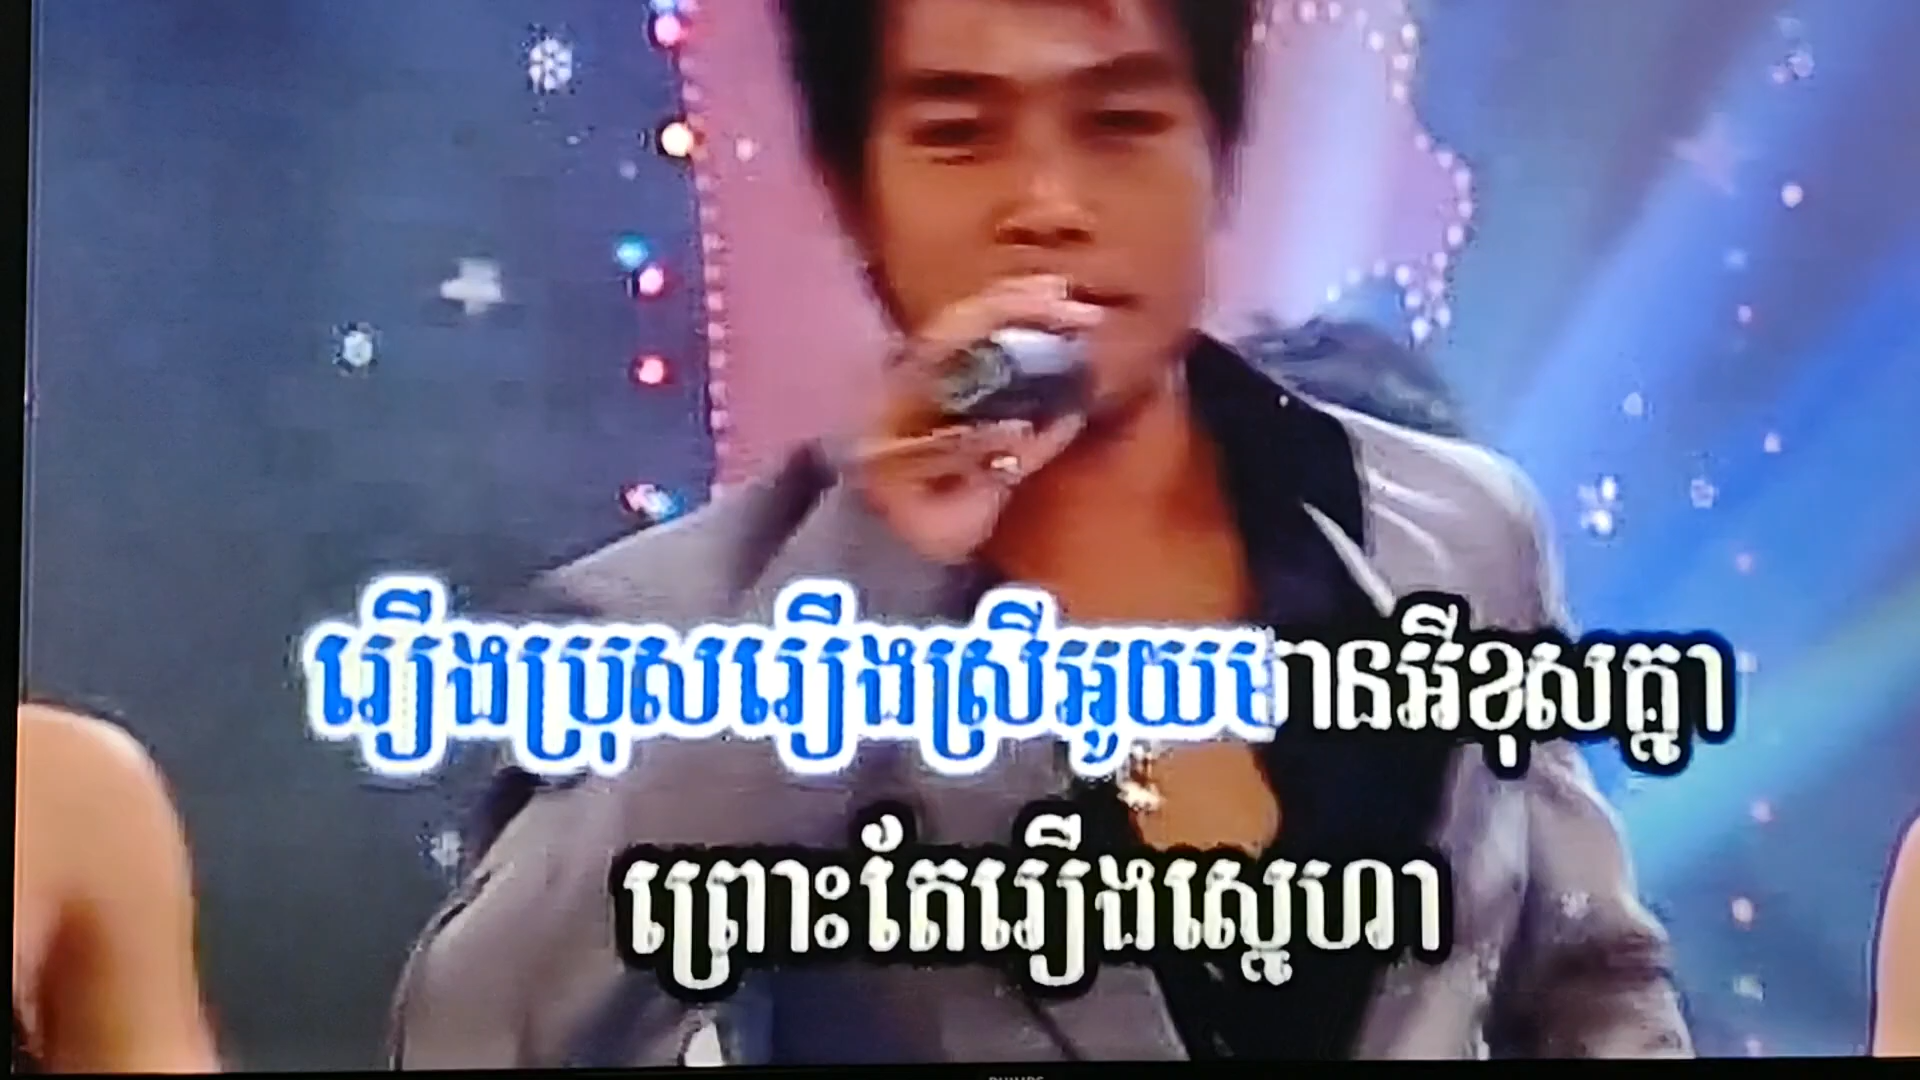 រឿងប្រុសរឿងស្រីអូយមានអីខុសគ្នា
ព្រោះតែរឿងស្នេហា
PHILIPS